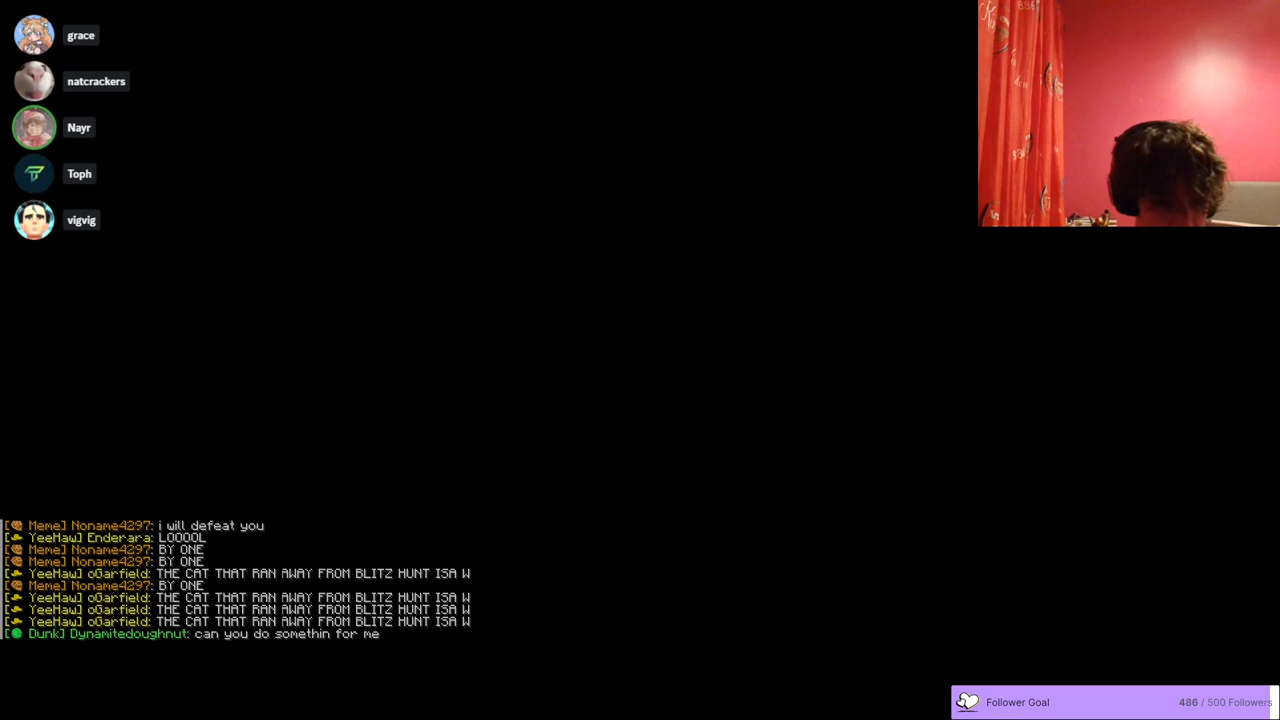 grace
natcrackers
Nayr
Toph
vigvig
[Meme] Noname4297: i will defeat you
[YeeHaw] Enderara: LOOOOL
[Meme] Noname4297: BY ONE
[Meme] Noname4297: BY ONE
[YeeHaw] oGarfield: THE CAT THAT RAN AWAY FROM BLITZ HUNT ISA W
[Meme] Noname4297: BY ONE
[YeeHaw] oGarfield: THE CAT THAT RAN AWAY FROM BLITZ HUNT ISA W
[YeeHaw] oGarfield: THE CAT THAT RAN AWAY FROM BLITZ HUNT ISA W
[YeeHaw] oGarfield: THE CAT THAT RAN AWAY FROM BLITZ HUNT ISA W
[Dunk] Dynamitedoughnut: can you do somethin for me
Follower Goal
486 / 500 Followers